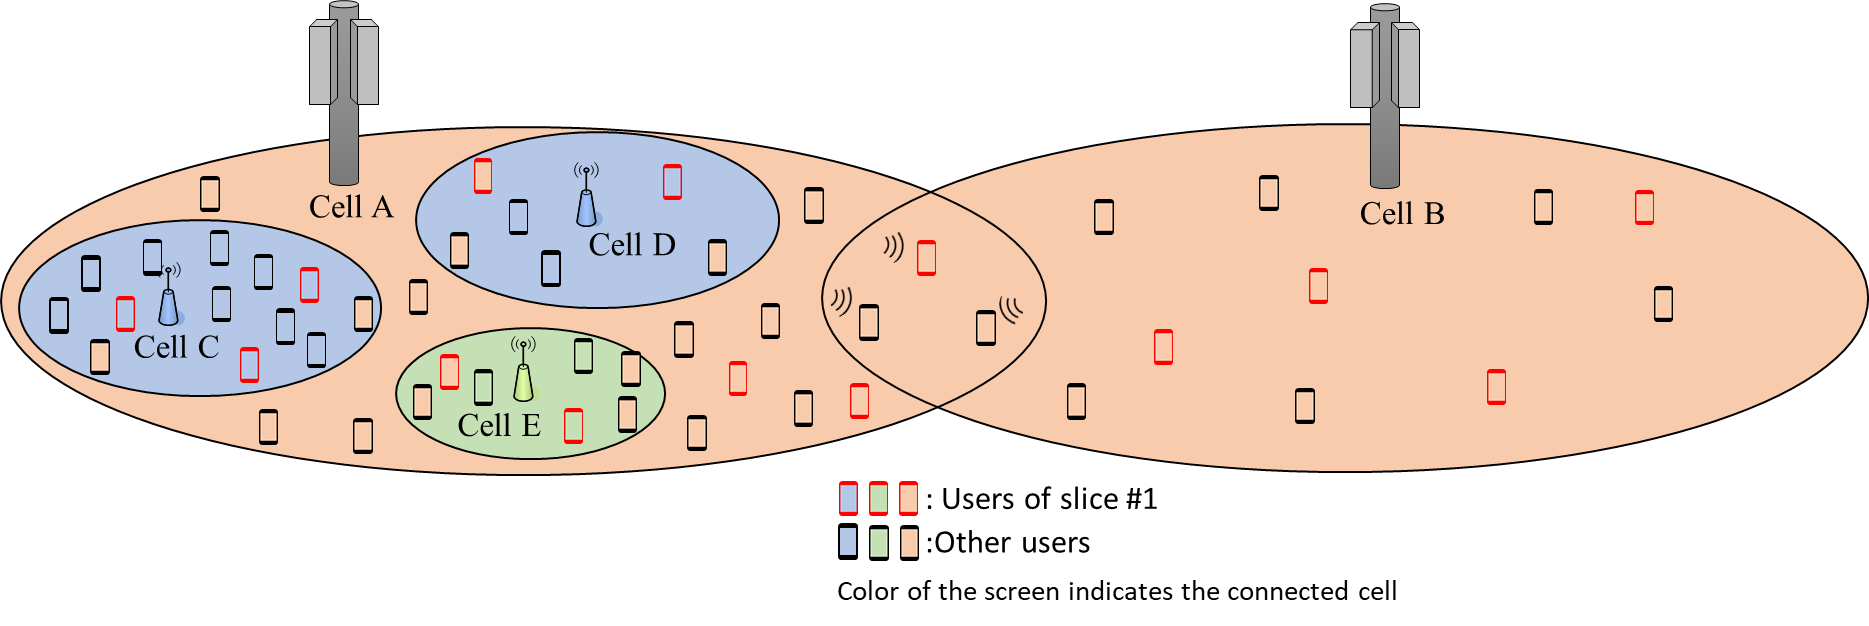 Cell A
Cell B
Cell D
Cell C
Cell E
: Users of slice #1
:Other users
Color of the screen indicates the connected cell